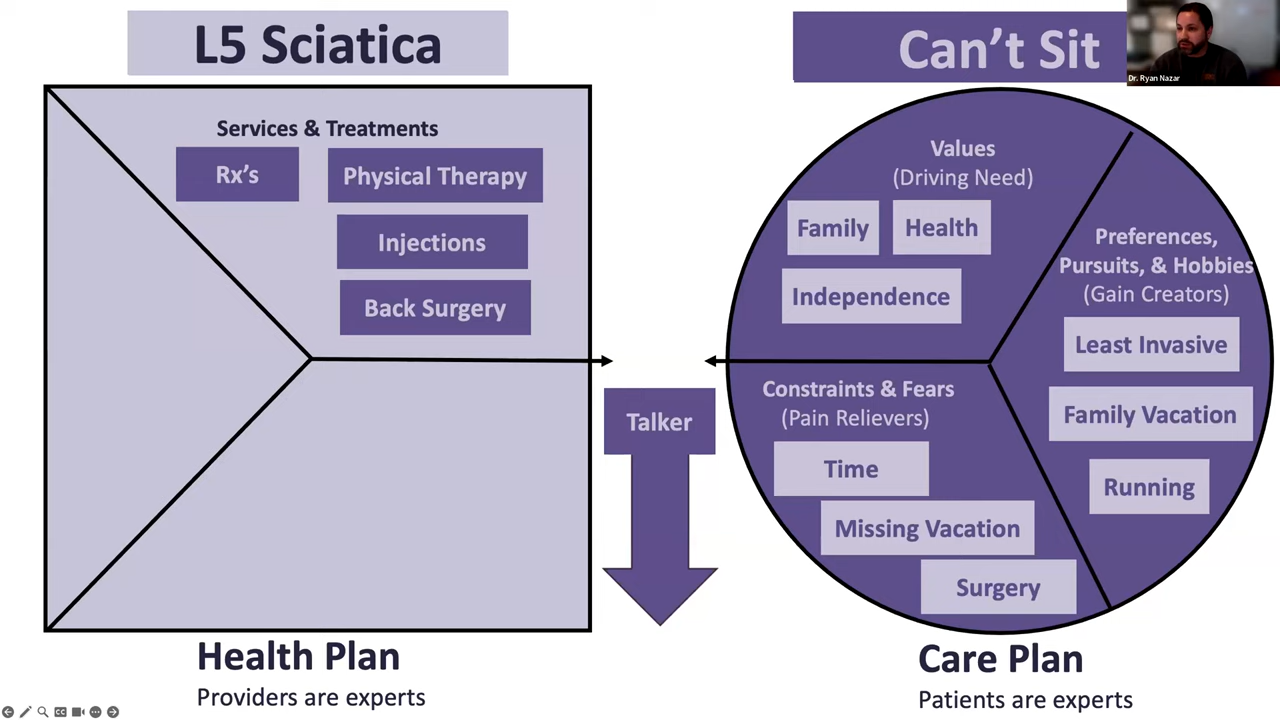 L5 Sciatica
Services & Treatments
Rx’s
Physical Therapy
Injections
Back Surgery
Health Plan
Providers are experts
Talker
Can’t Sit
Dr. Ryan Nazar
Values
(Driving Need)
Family
Health
Independence
Preferences,
Pursuits, & Hobbies
(Gain Creators)
Least Invasive
Family Vacation
Running
Constraints & Fears
(Pain Relievers)
Time
Missing Vacation
Surgery
Care Plan
Patients are experts
CC